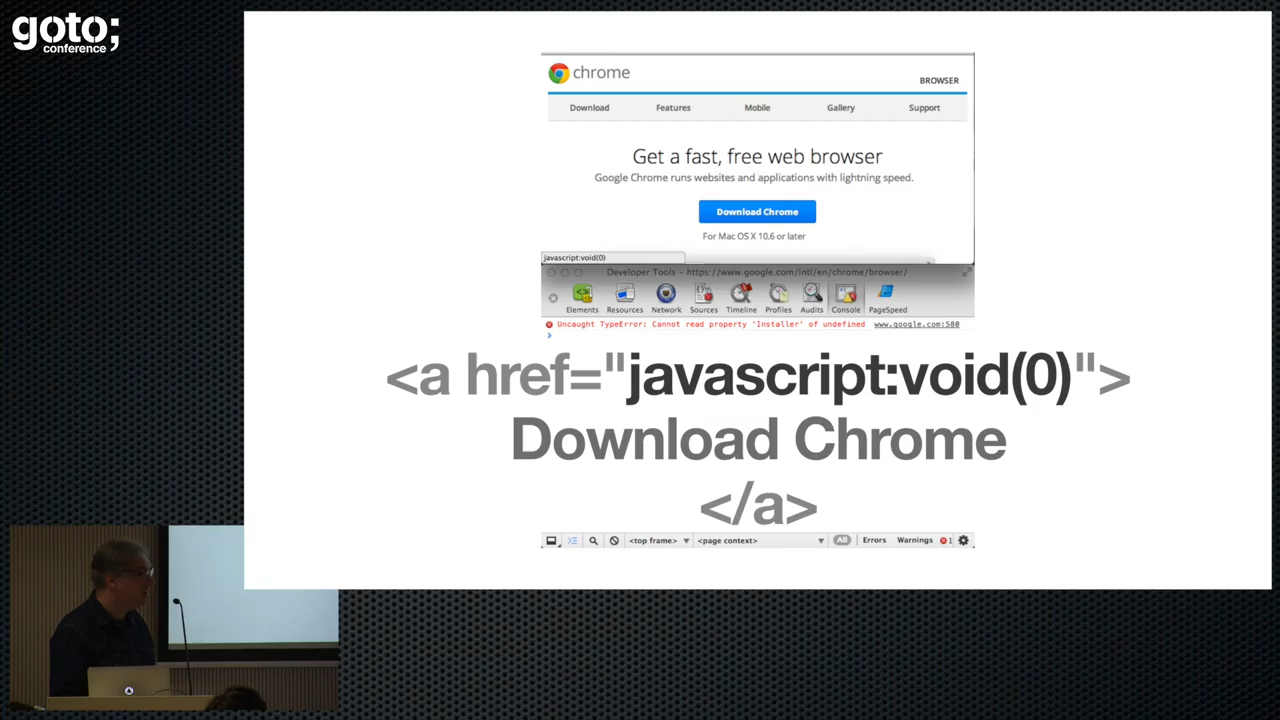 goto;
conference
chrome
BROWSER
Download Features Mobile Gallery Support
Get a fast, free web browser
Google Chrome runs websites and applications with lightning speed.
Download Chrome
For Mac OS X 10.6 or later
javascript:void(0)
Developer Tools - https://www.google.com/intl/en/chrome/browser/
Elements Resources Network Sources Timeline Profiles Audits Console PageSpeed
Uncaught TypeError: Cannot read property 'Installer' of undefined www.google.com:580
<a href="javascript:void(0)">
Download Chrome
</a>
<top frame> <page context> All Errors Warnings 1